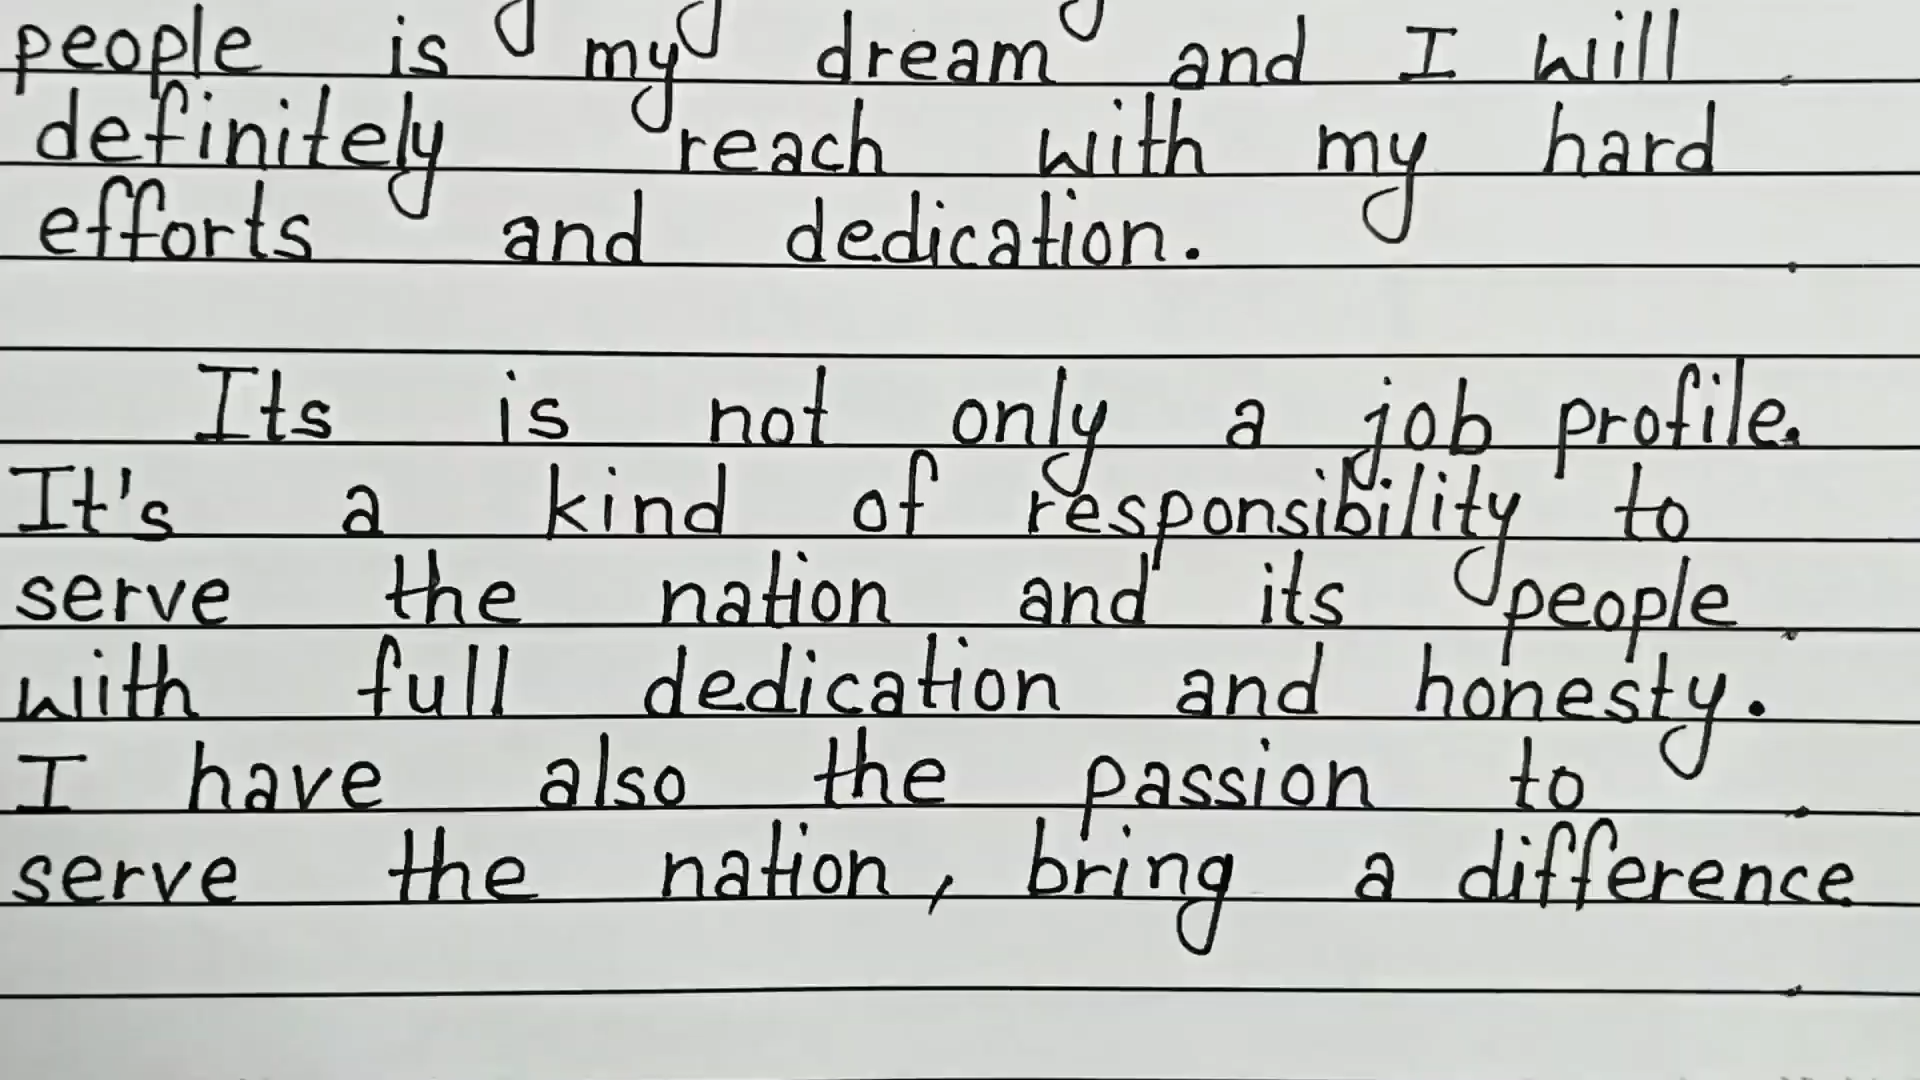 people is my dream and I will
definitely reach with my hard
efforts and dedication.
Its is not only a job profile.
It's a kind of responsibility to
serve the nation and its people
with full dedication and honesty.
I have also the passion to
serve the nation, bring a difference